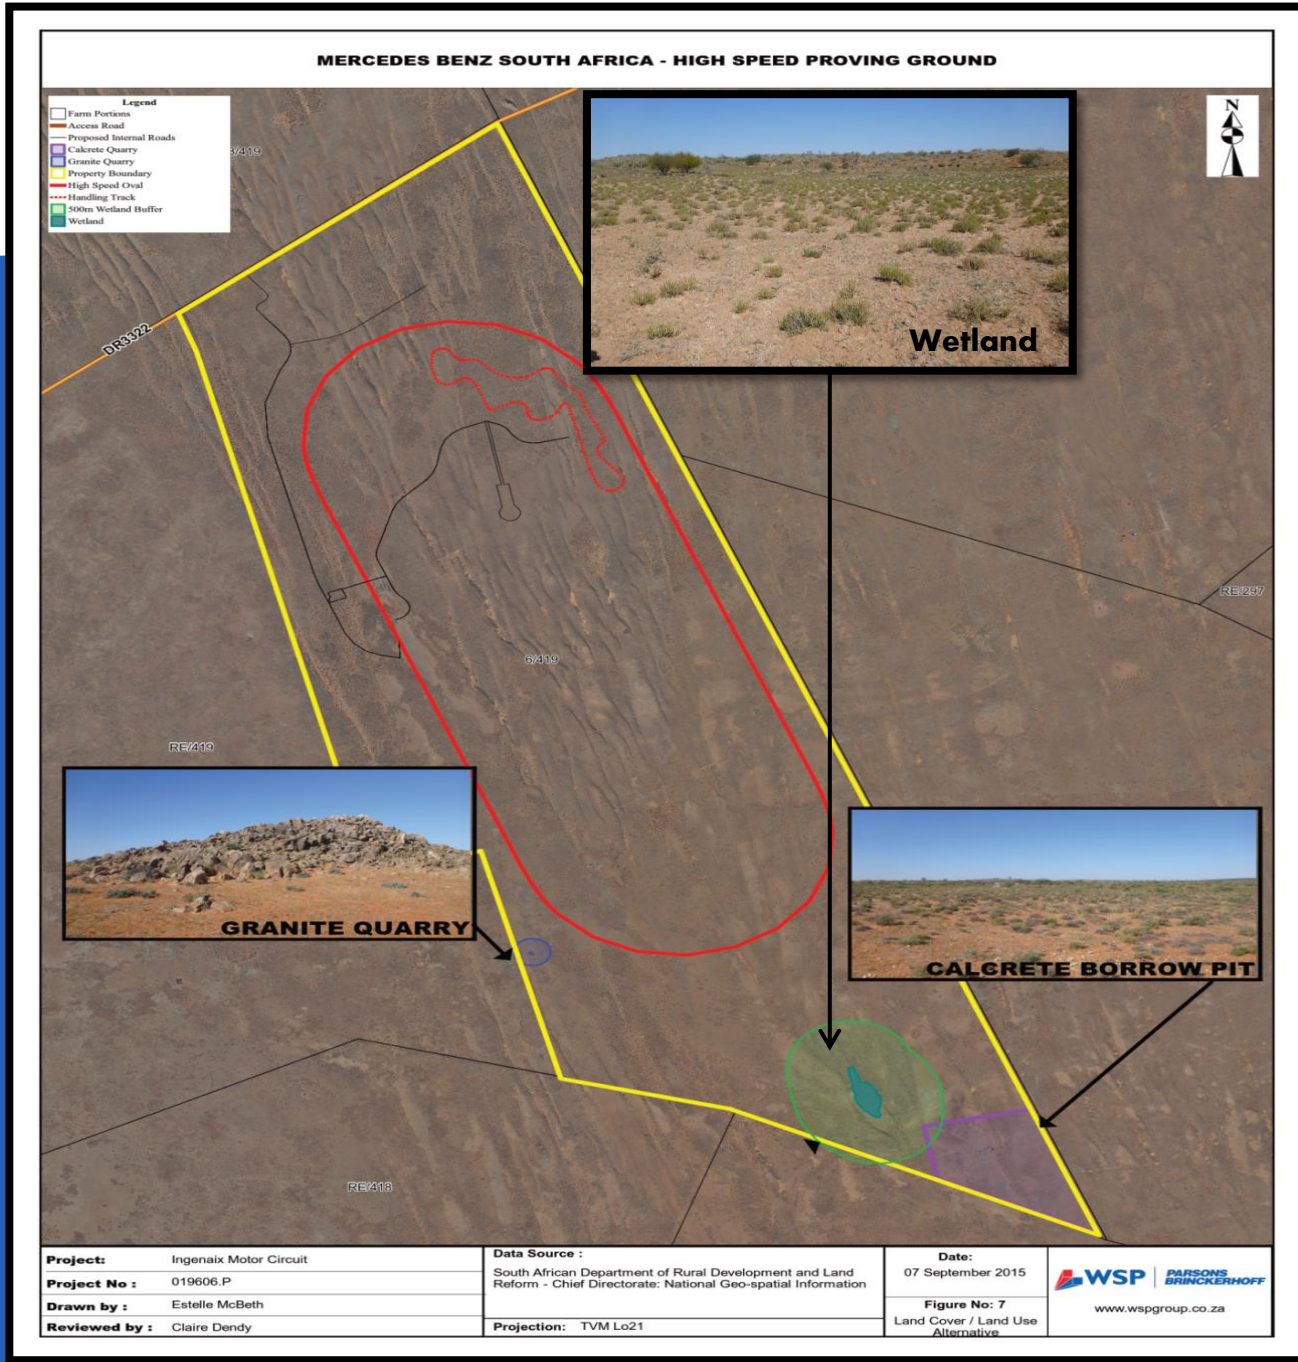 MERCEDES BENZ SOUTH AFRICA - HIGH SPEED PROVING GROUND
Legend
Farm Portions
Access Road
Proposed Internal Roads
Calcrete Quarry
Granite Quarry
Property Boundary
High Speed Oval
Handling Track
500m Wetland Buffer
Wetland
3/419
N
DR3322
Wetland
RE/297
6/419
RE/419
GRANITE QUARRY
CALCRETE BORROW PIT
RE/418
Project: Ingenaix Motor Circuit
Project No : 019606.P
Drawn by : Estelle McBeth
Reviewed by : Claire Dendy
Data Source :
South African Department of Rural Development and Land
Reform - Chief Directorate: National Geo-spatial Information
Projection: TVM Lo21
Date:
07 September 2015
Figure No: 7
Land Cover / Land Use
Alternative
WSP PARSONS
BRINCKERHOFF
www.wspgroup.co.za